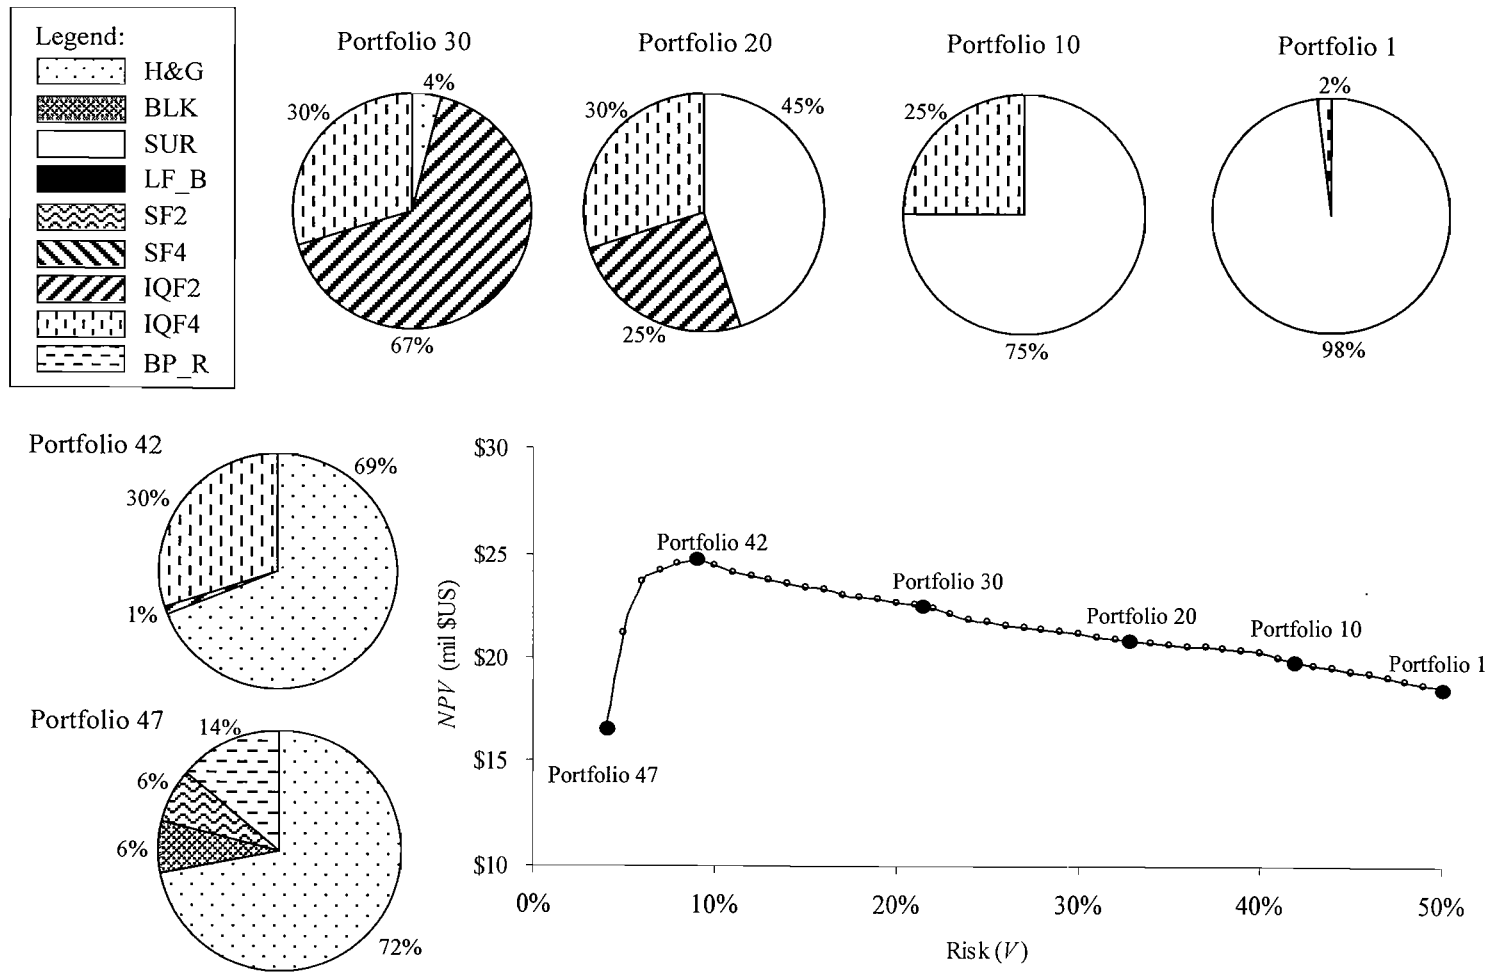 Legend:
H&G
BLK
SUR
LF_B
SF2
SF4
IQF2
IQF4
BP_R
Portfolio 30
4%
30%
67%
Portfolio 20
30%
45%
25%
Portfolio 10
25%
75%
Portfolio 1
2%
98%
Portfolio 42
69%
30%
1%
Portfolio 47
14%
6%
6%
72%
$30
$25
$20
$15
$10
NPV (mil $US)
Portfolio 42
Portfolio 30
Portfolio 20
Portfolio 10
Portfolio 1
Portfolio 47
0% 10% 20% 30% 40% 50%
Risk (V)